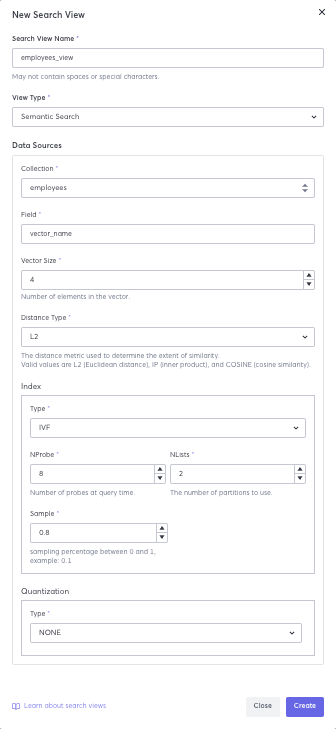 New Search View
Search View Name *
employees_view
May not contain spaces or special characters.
View Type *
Semantic Search
Data Sources
Collection *
employees
Field *
vector_name
Vector Size *
4
Number of elements in the vector.
Distance Type *
L2
The distance metric used to determine the extent of similarity.
Valid values are L2 (Euclidean distance), IP (inner product), and COSINE (cosine similarity).
Index
Type *
IVF
NProbe * NLists *
8 2
Number of probes at query time. The number of partitions to use.
Sample *
0.8
sampling percentage between 0 and 1,
example: 0.1
Quantization
Type *
NONE
Learn about search views Close Create